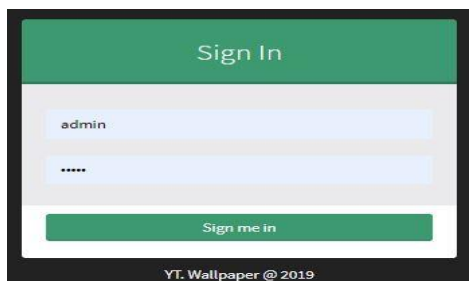 Sign In
admin
•••••
Sign me in
YT. Wallpaper @ 2019